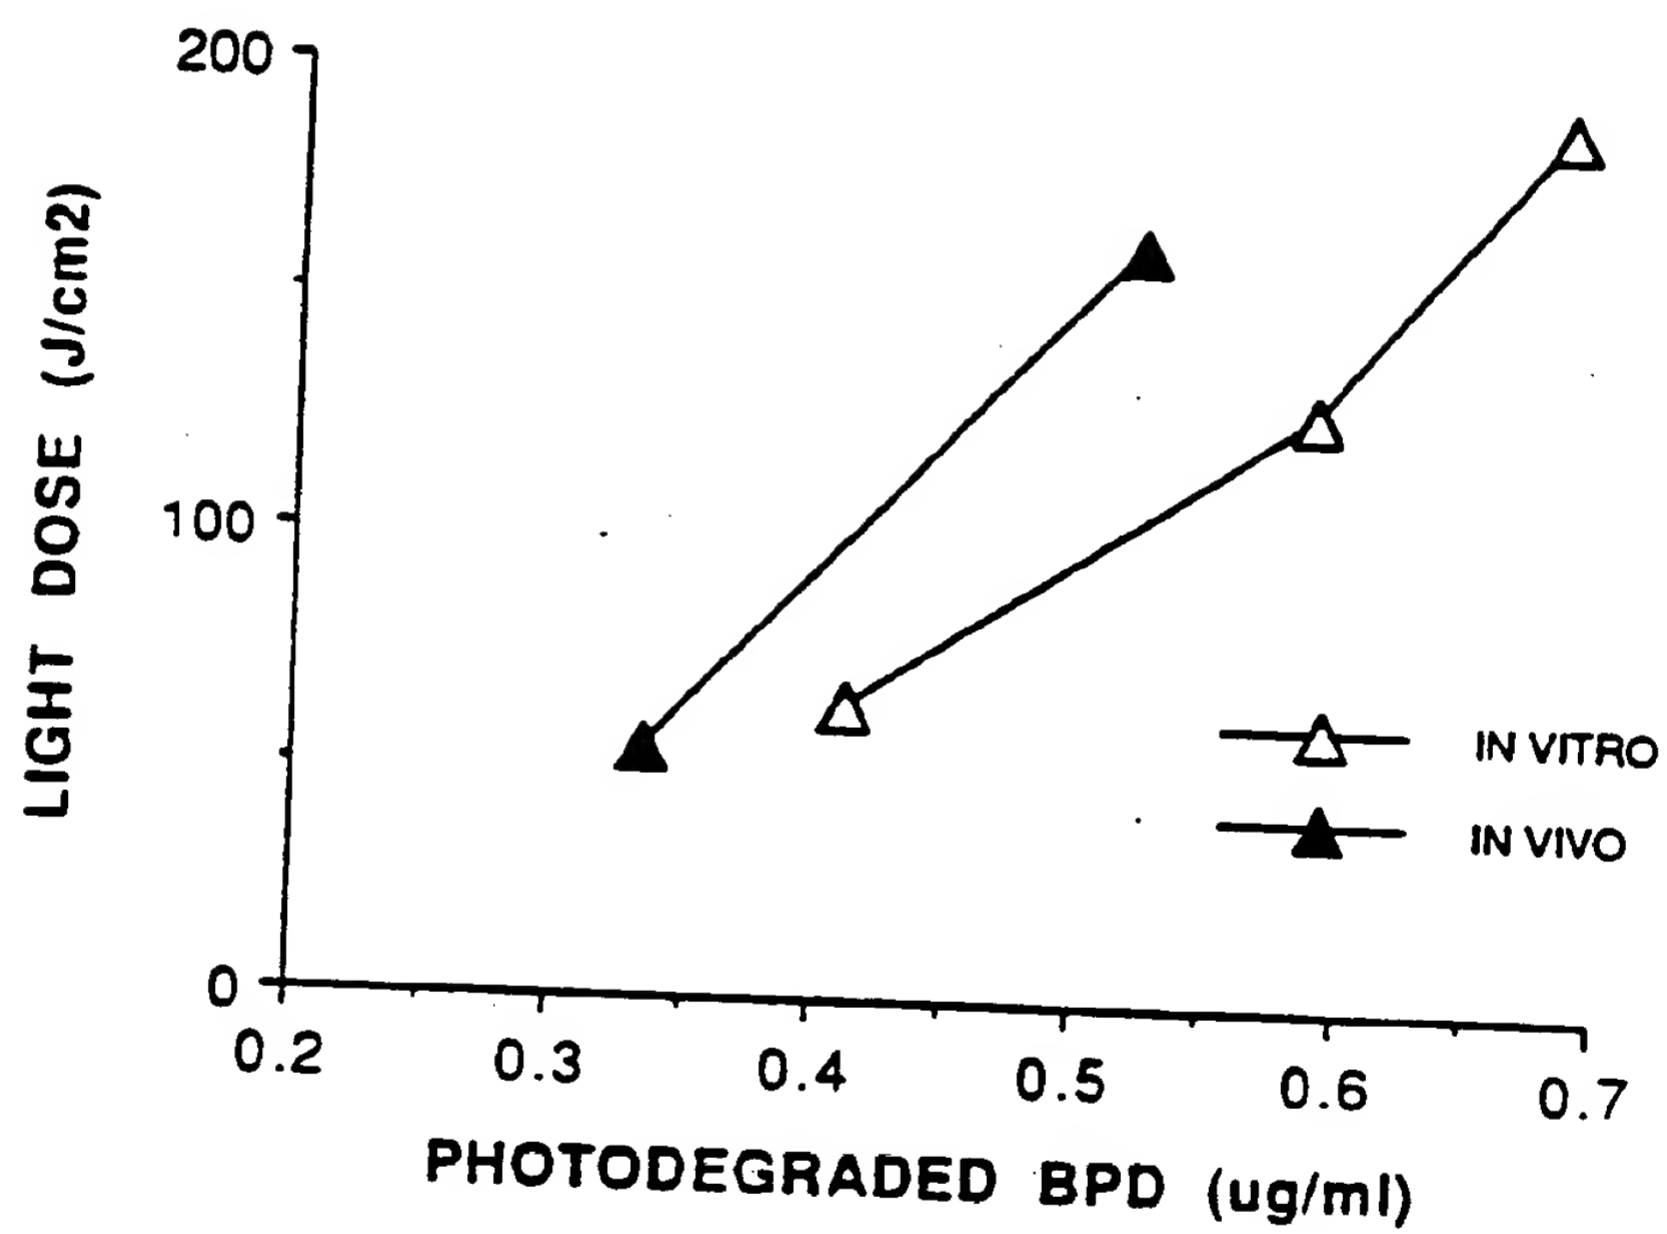 200
100
0
LIGHT DOSE (J/cm2)
0.2 0.3 0.4 0.5 0.6 0.7
PHOTODEGRADED BPD (ug/ml)
IN VITRO
IN VIVO